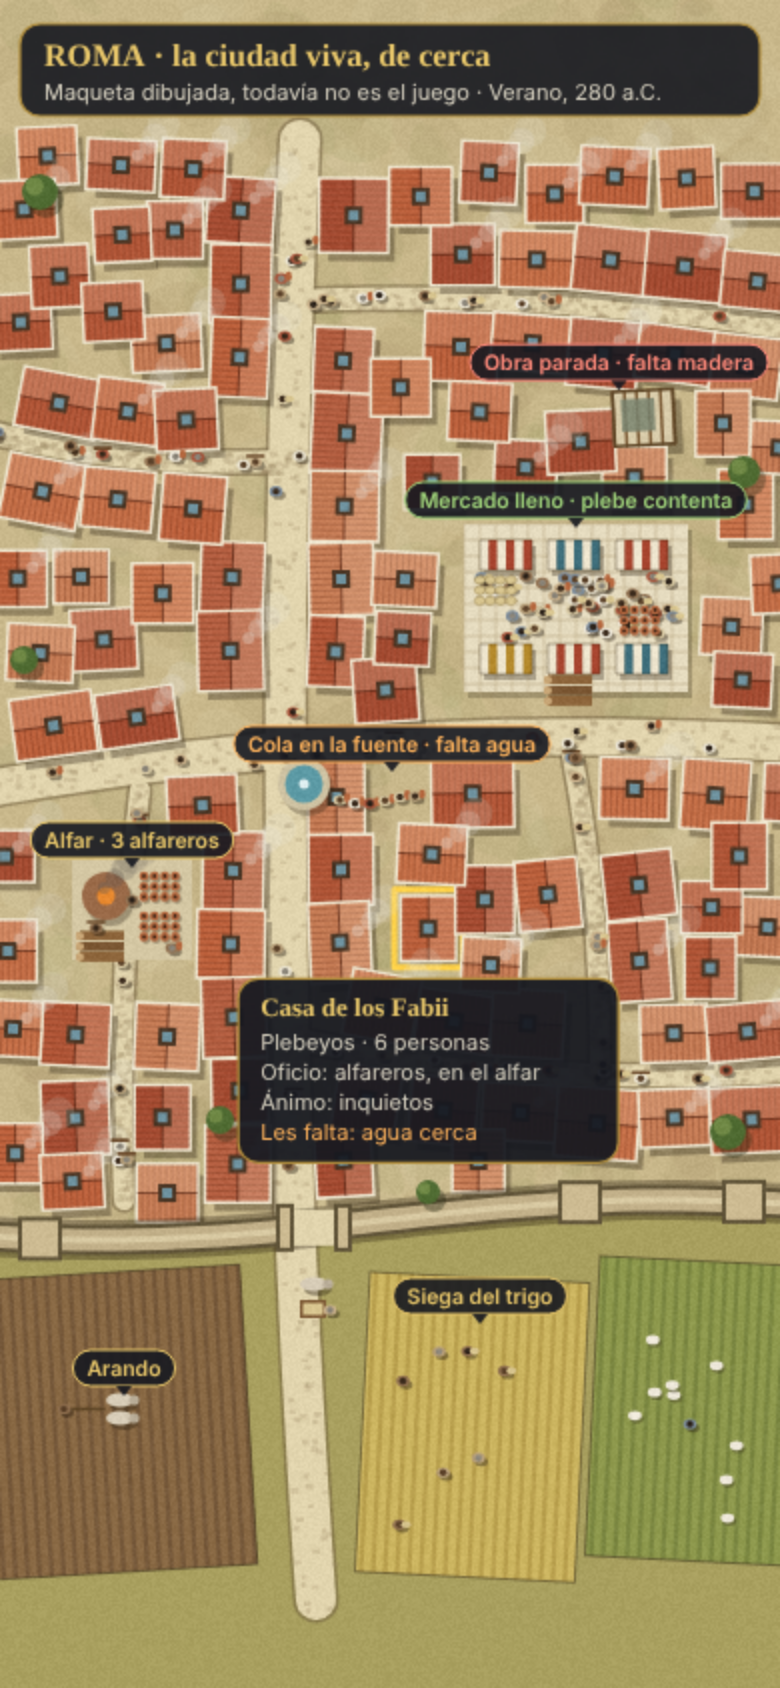 ROMA · la ciudad viva, de cerca
Maqueta dibujada, todavía no es el juego · Verano, 280 a.C.
Obra parada · falta madera
Mercado lleno · plebe contenta
Cola en la fuente · falta agua
Alfar · 3 alfareros
Casa de los Fabii
Plebeyos · 6 personas
Oficio: alfareros, en el alfar
Ánimo: inquietos
Les falta: agua cerca
Siega del trigo
Arando